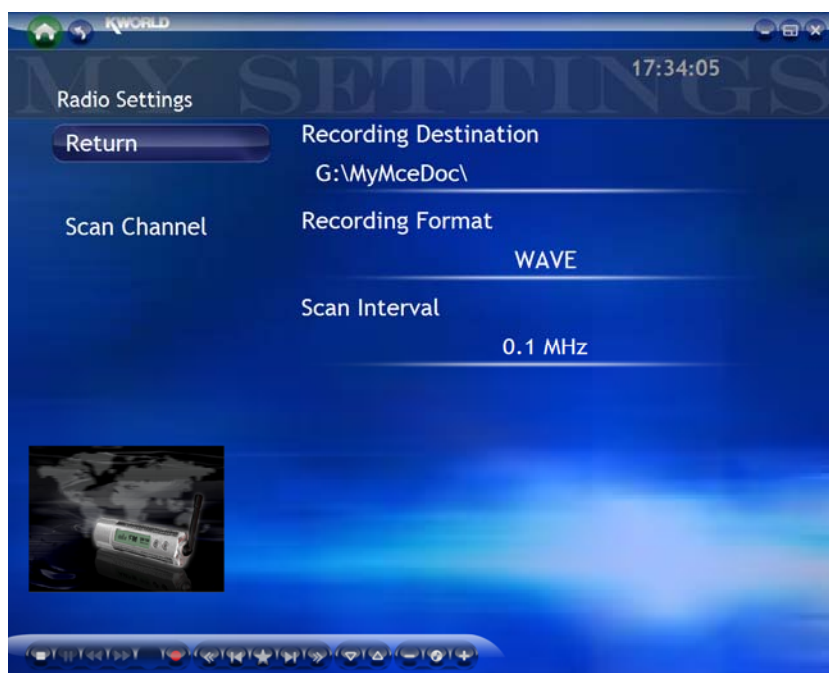 KWORLD
MY SETTINGS
17:34:05
Radio Settings
Return
Scan Channel
Recording Destination
G:\MyMceDoc\
Recording Format
WAVE
Scan Interval
0.1 MHz